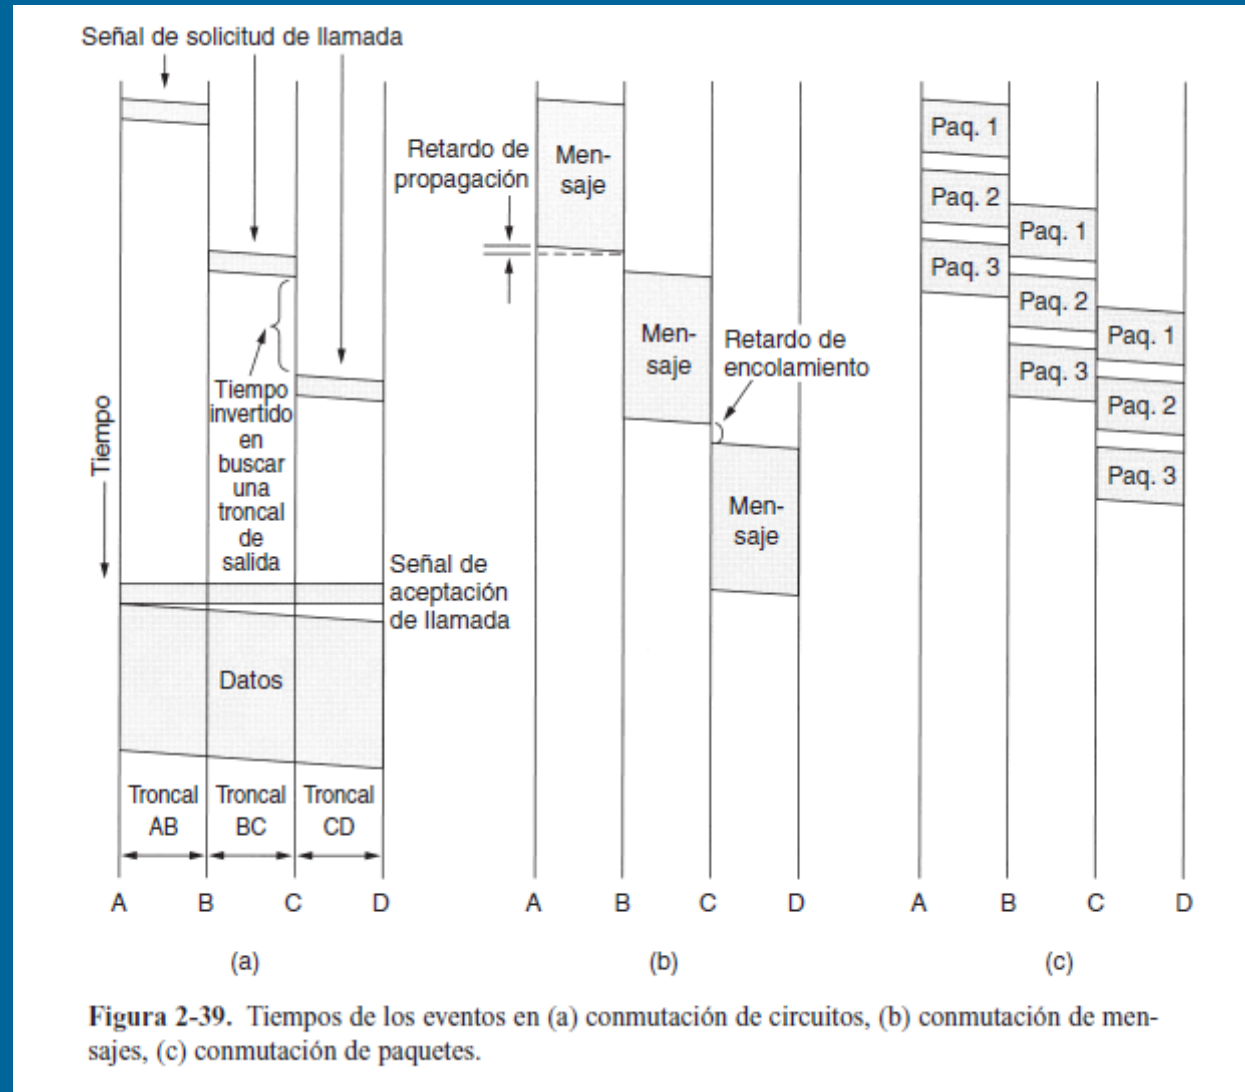 Señal de solicitud de llamada
Retardo de
propagación
Men-
saje
Men-
saje
Retardo de
encolamiento
Men-
saje
Paq. 1
Paq. 2
Paq. 3
Paq. 1
Paq. 2
Paq. 3
Paq. 1
Paq. 2
Paq. 3
Tiempo
Tiempo
invertido
en
buscar
una
troncal
de
salida
Señal de
aceptación
de llamada
Datos
Troncal
AB
Troncal
BC
Troncal
CD
A B C D
A B C D
A B C D
(a)
(b)
(c)
Figura 2-39. Tiempos de los eventos en (a) conmutación de circuitos, (b) conmutación de men-
sajes, (c) conmutación de paquetes.